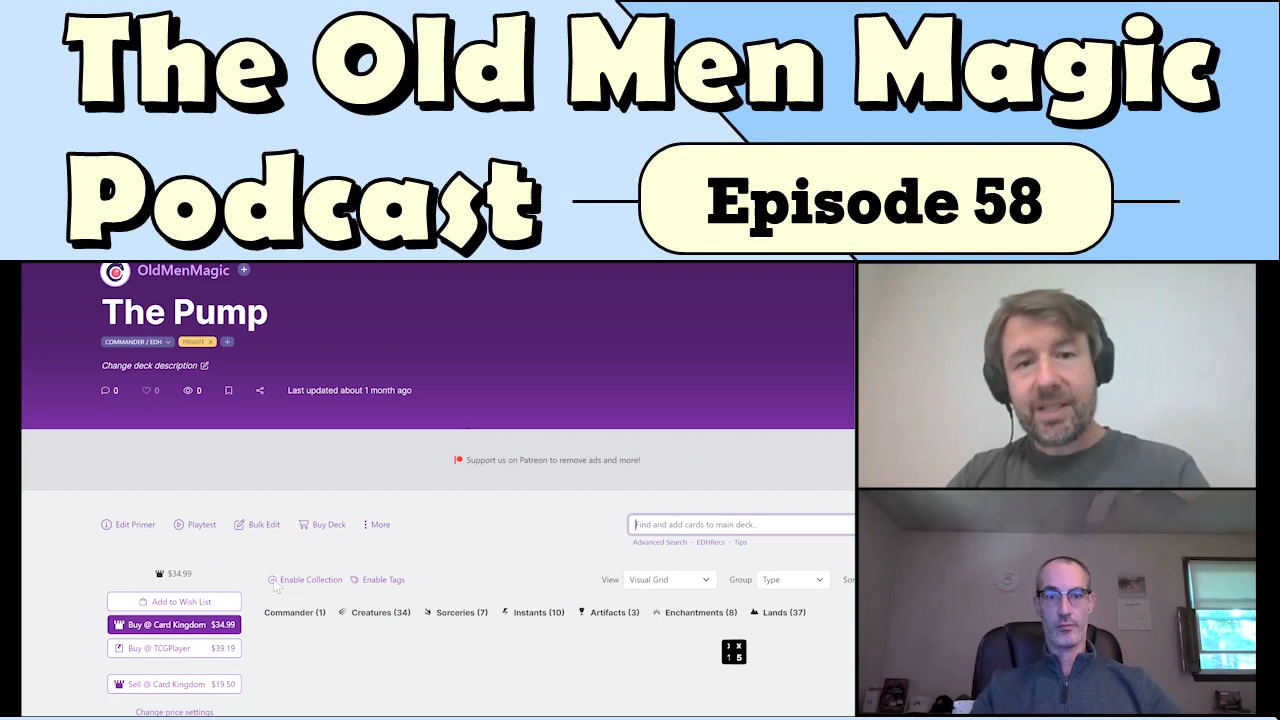 The Old Men Magic
Podcast
Episode 58
OldMenMagic
The Pump
COMMANDER / EDH
PRIVATE
Change deck description
0 0 0 Last updated about 1 month ago
Support us on Patreon to remove ads and more!
Edit Primer Playtest Bulk Edit Buy Deck More
Find and add cards to main deck...
Advanced Search · EDHRecs · Tips
$34.99
Enable Collection Enable Tags
View Visual Grid Group Type Sor
Add to Wish List
Commander (1) Creatures (34) Sorceries (7) Instants (10) Artifacts (3) Enchantments (8) Lands (37)
Buy @ Card Kingdom $34.99
Buy @ TCGPlayer $39.19
Sell @ Card Kingdom $19.50
Change price settings